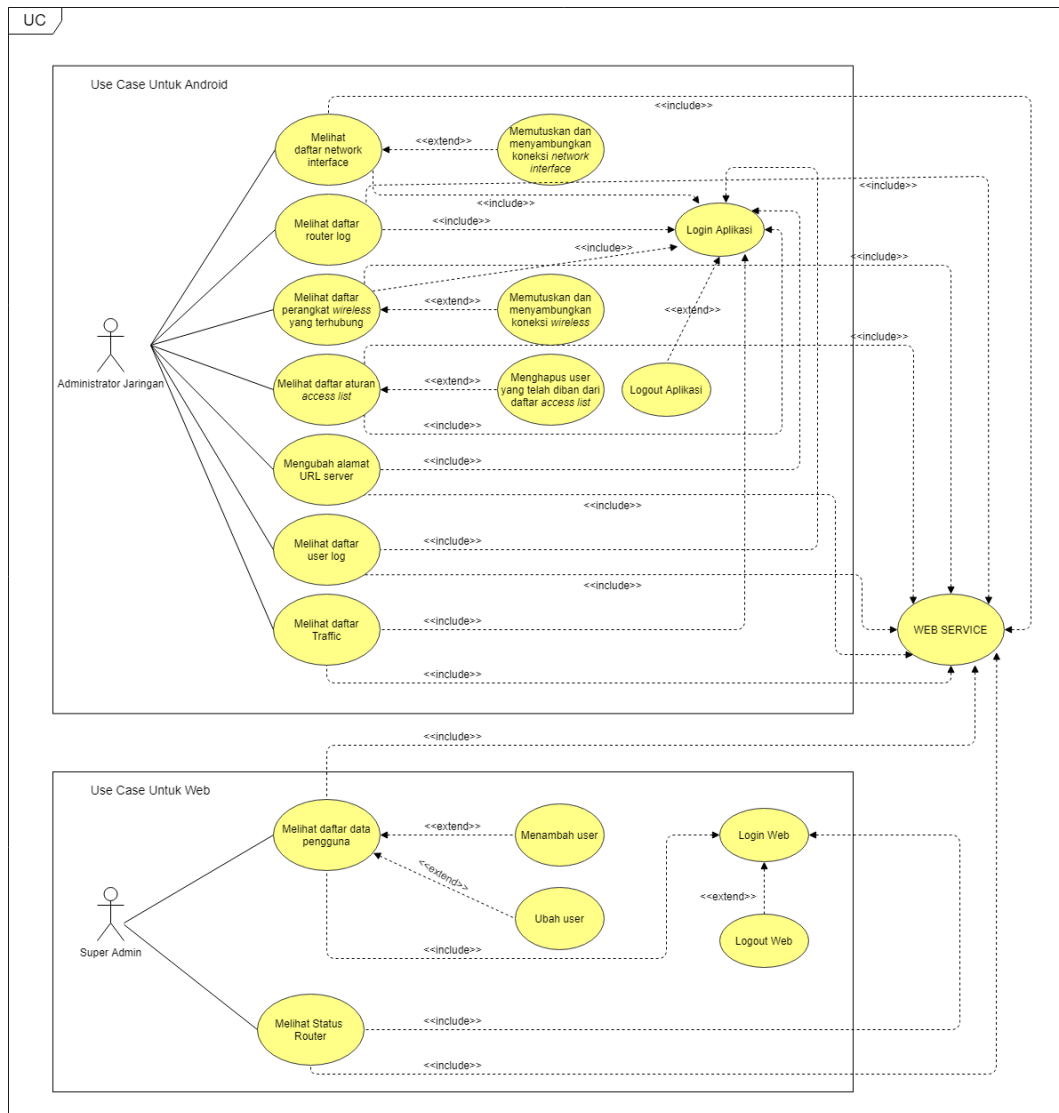 UC
Use Case Untuk Android
<<include>>
Melihat
daftar network
interface
<<extend>>
Memutuskan dan
menyambungkan
koneksi network
interface
<<include>>
<<include>>
Melihat daftar
router log
<<include>>
Login Aplikasi
<<include>>
<<include>>
Melihat daftar
perangkat wireless
yang terhubung
<<extend>>
Memutuskan dan
menyambungkan
koneksi wireless
<<extend>>
Administrator Jaringan
<<include>>
Melihat daftar aturan
access list
<<extend>>
Menghapus user
yang telah diban dari
daftar access list
Logout Aplikasi
<<include>>
Mengubah alamat
URL server
<<include>>
<<include>>
Melihat daftar
user log
<<include>>
<<include>>
Melihat daftar
Traffic
<<include>>
WEB SERVICE
<<include>>
<<include>>
Use Case Untuk Web
Melihat daftar data
pengguna
<<extend>>
Menambah user
Login Web
<<extend>>
Ubah user
<<extend>>
Super Admin
<<include>>
Logout Web
Melihat Status
Router
<<include>>
<<include>>